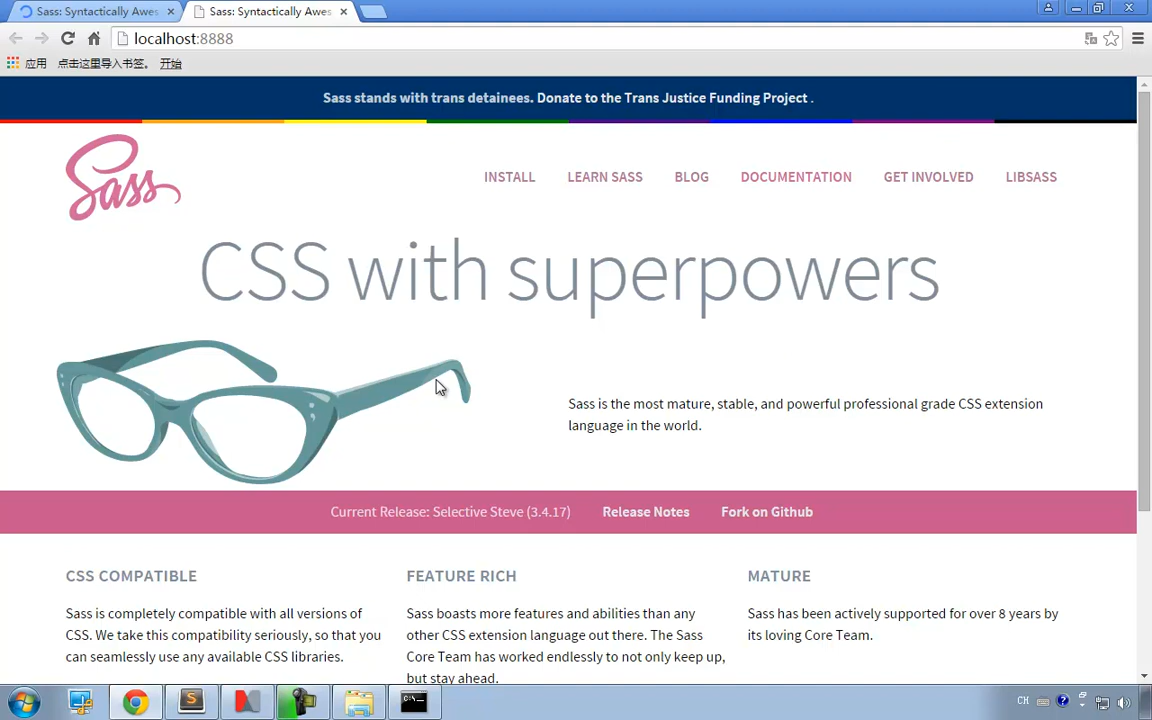 Sass: Syntactically Awes
Sass: Syntactically Awes
localhost:8888
应用 点击这里导入书签。 开始
Sass stands with trans detainees. Donate to the Trans Justice Funding Project .
Sass
INSTALL LEARN SASS BLOG DOCUMENTATION GET INVOLVED LIBSASS
CSS with superpowers
Sass is the most mature, stable, and powerful professional grade CSS extension
language in the world.
Current Release: Selective Steve (3.4.17) Release Notes Fork on Github
CSS COMPATIBLE
Sass is completely compatible with all versions of
CSS. We take this compatibility seriously, so that you
can seamlessly use any available CSS libraries.
FEATURE RICH
Sass boasts more features and abilities than any
other CSS extension language out there. The Sass
Core Team has worked endlessly to not only keep up,
but stay ahead.
MATURE
Sass has been actively supported for over 8 years by
its loving Core Team.
CH